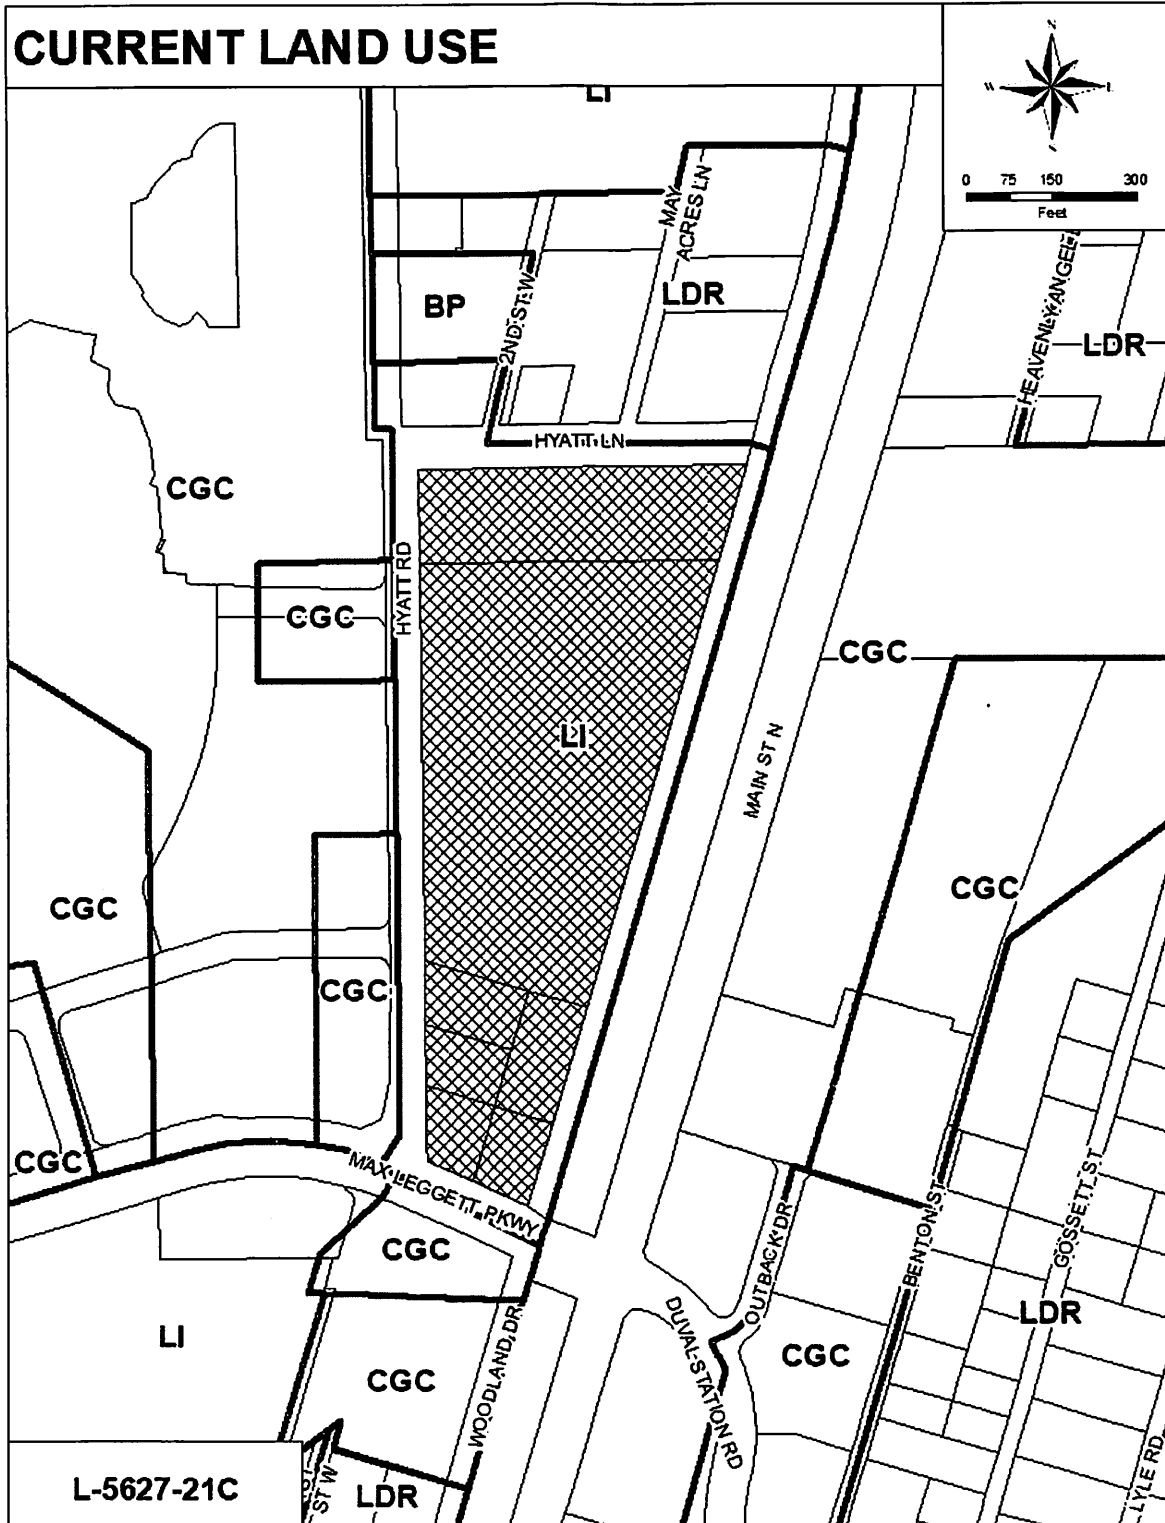 CURRENT LAND USE
N
W
E
S
0 75 150 300
Feet
LI
MAY
ACRES LN
BP
2ND ST W
LDR
HEAVENLY ANGEL
LDR
HYATT LN
CGC
HYATT RD
CGC
CGC
LI
MAIN ST N
CGC
CGC
CGC
CGC
MAX LEGGETT PKWY
CGC
OUTBACK DR
BENTON ST
GOSSETT ST
LDR
LI
CGC
WOODLAND DR
DUVAL STATION RD
CGC
LYLE RD
L-5627-21C
ST W
LDR